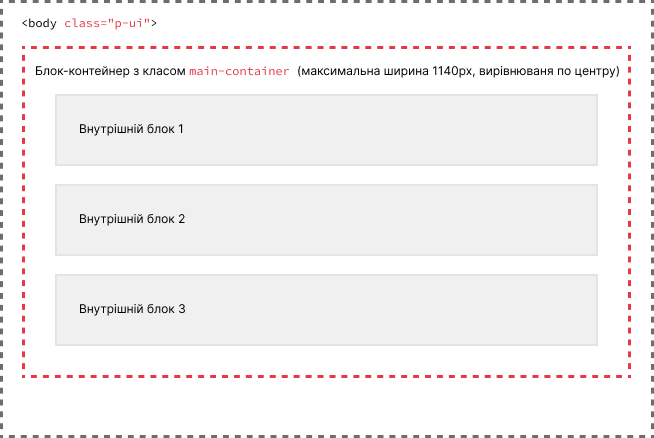 <body class="p-ui">
Блок-контейнер з класом main-container (максимальна ширина 1140px, вирівнюваня по центру)
Внутрішній блок 1
Внутрішній блок 2
Внутрішній блок 3